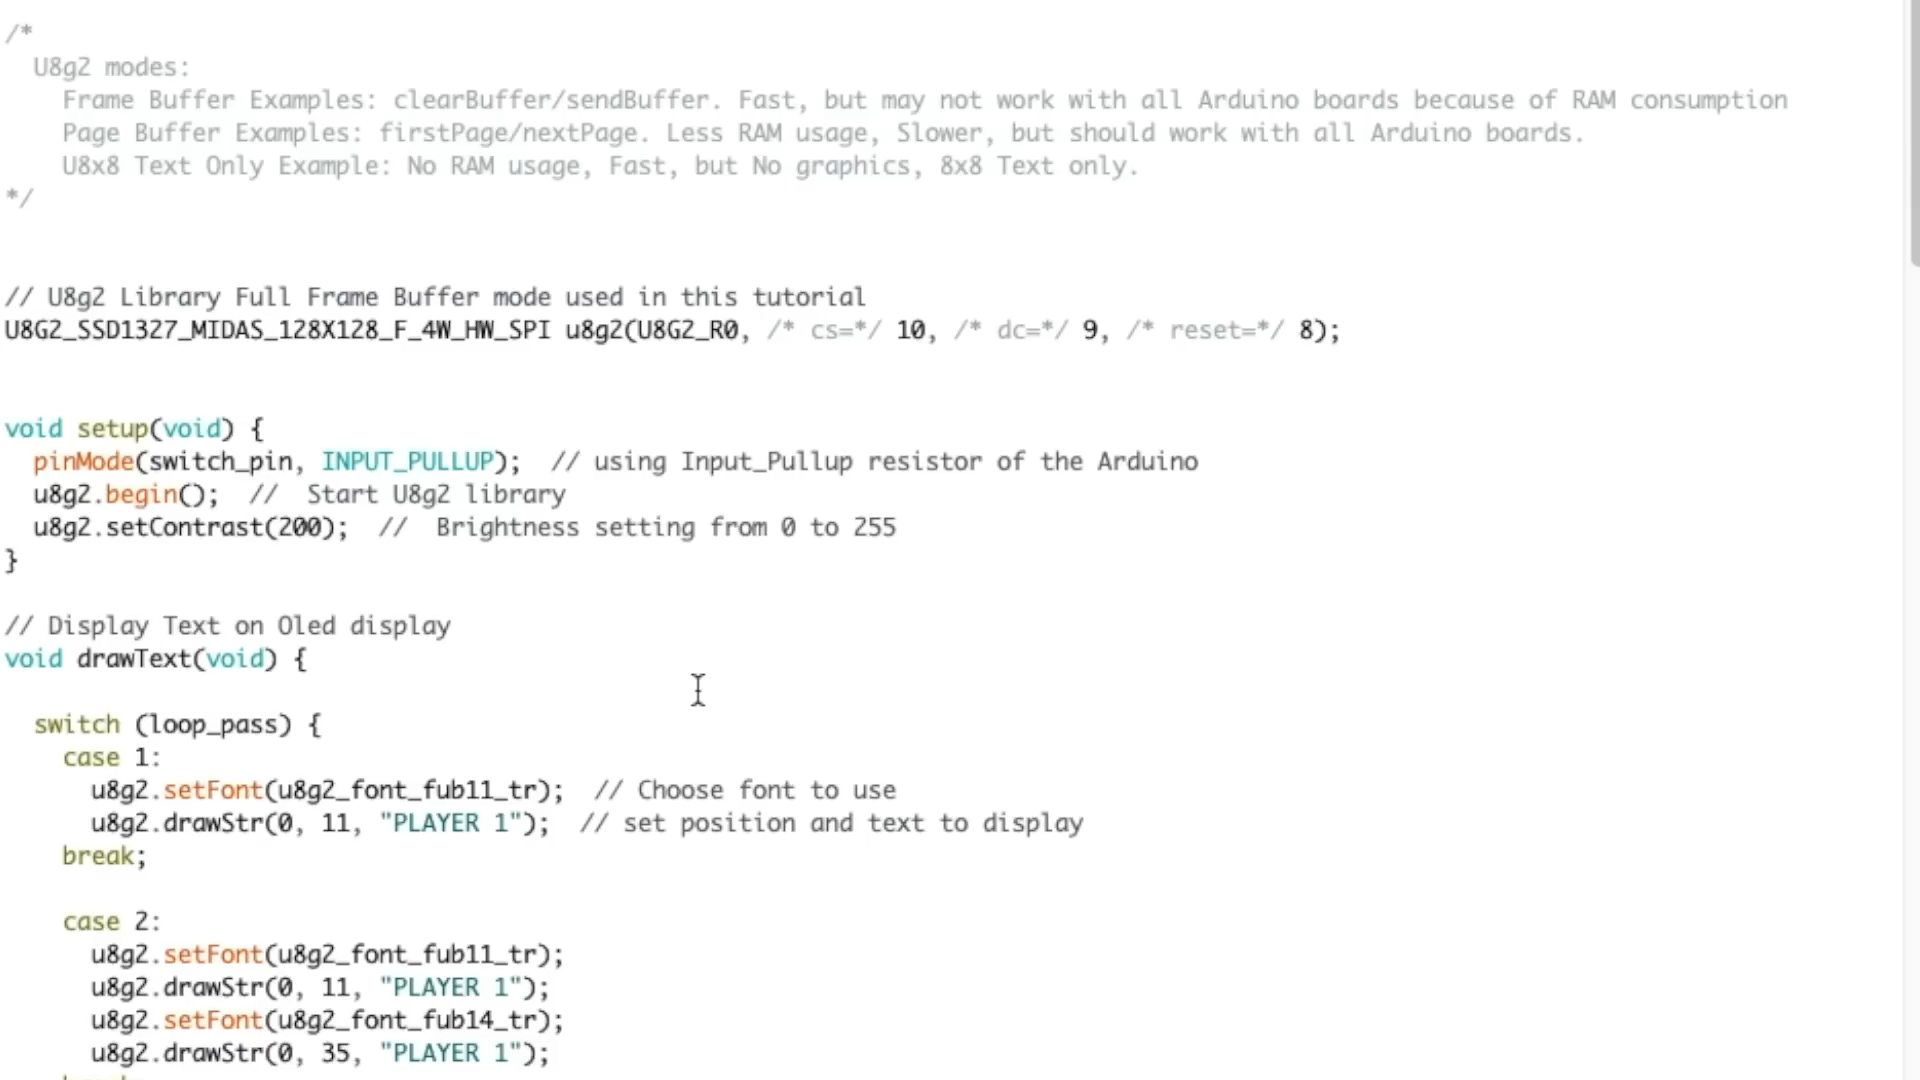 /*
  U8g2 modes:
    Frame Buffer Examples: clearBuffer/sendBuffer. Fast, but may not work with all Arduino boards because of RAM consumption
    Page Buffer Examples: firstPage/nextPage. Less RAM usage, Slower, but should work with all Arduino boards.
    U8x8 Text Only Example: No RAM usage, Fast, but No graphics, 8x8 Text only.
*/
// U8g2 Library Full Frame Buffer mode used in this tutorial
U8G2_SSD1327_MIDAS_128X128_F_4W_HW_SPI u8g2(U8G2_R0, /* cs=*/ 10, /* dc=*/ 9, /* reset=*/ 8);
void setup(void) {
  pinMode(switch_pin, INPUT_PULLUP);  // using Input_Pullup resistor of the Arduino
  u8g2.begin();  //  Start U8g2 library
  u8g2.setContrast(200);  //  Brightness setting from 0 to 255
}
// Display Text on Oled display
void drawText(void) {
  switch (loop_pass) {
    case 1:
      u8g2.setFont(u8g2_font_fub11_tr);  // Choose font to use
      u8g2.drawStr(0, 11, "PLAYER 1");  // set position and text to display
    break;
    case 2:
      u8g2.setFont(u8g2_font_fub11_tr);
      u8g2.drawStr(0, 11, "PLAYER 1");
      u8g2.setFont(u8g2_font_fub14_tr);
      u8g2.drawStr(0, 35, "PLAYER 1");